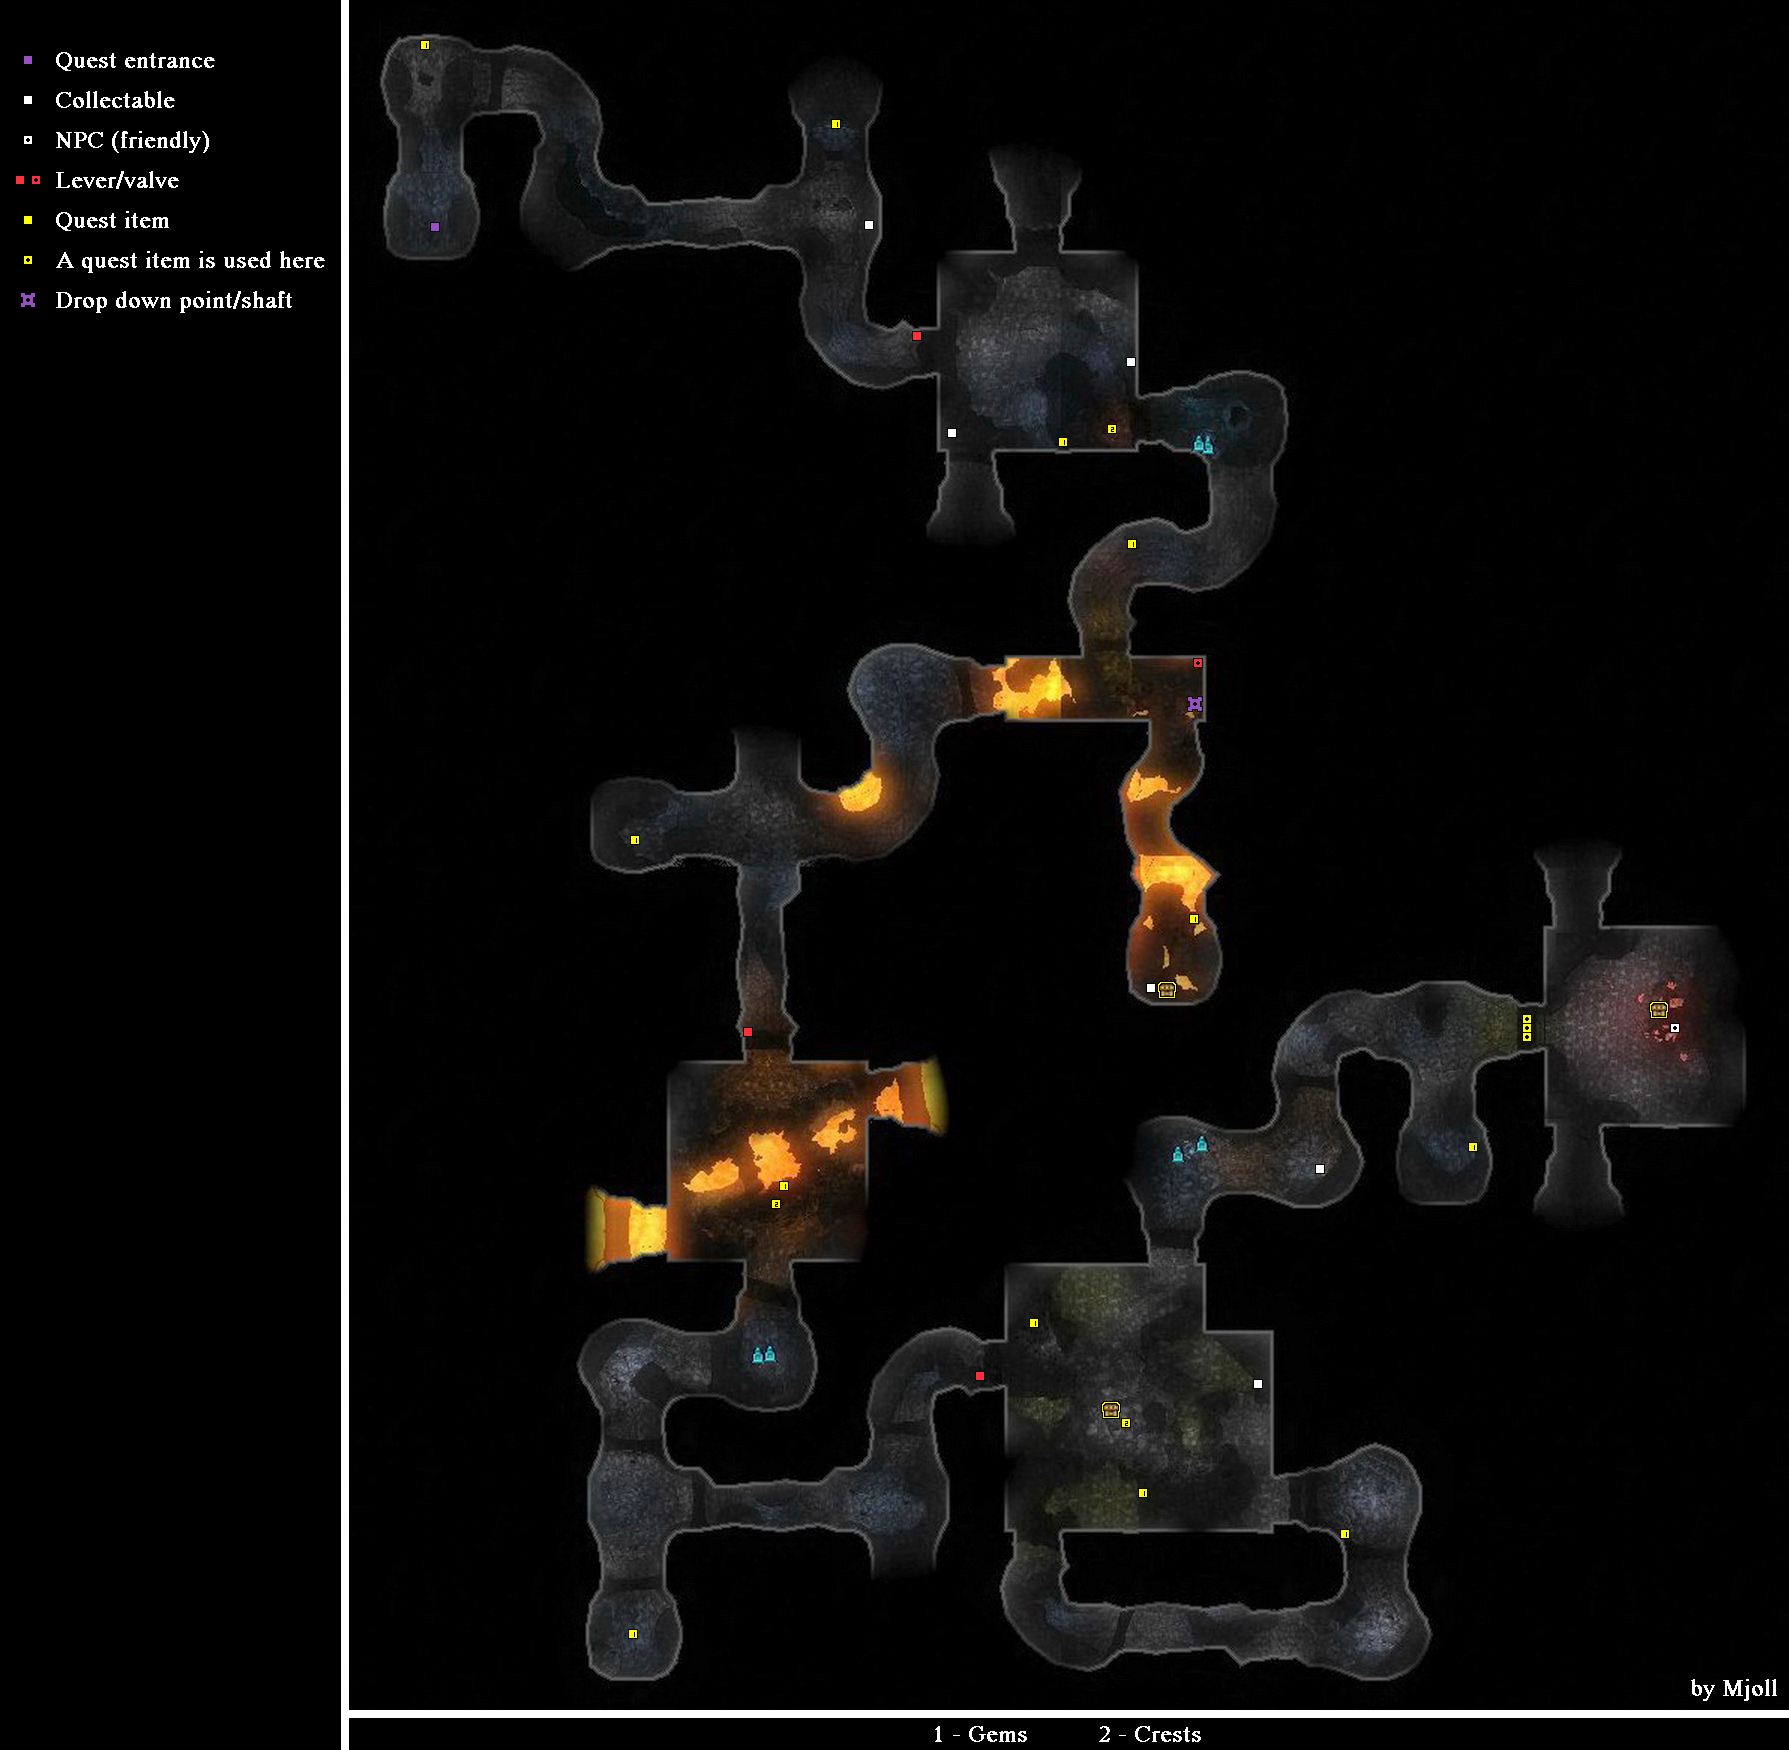 Quest entrance
Collectable
NPC (friendly)
Lever/valve
Quest item
A quest item is used here
Drop down point/shaft
by Mjoll
1 - Gems 2 - Crests